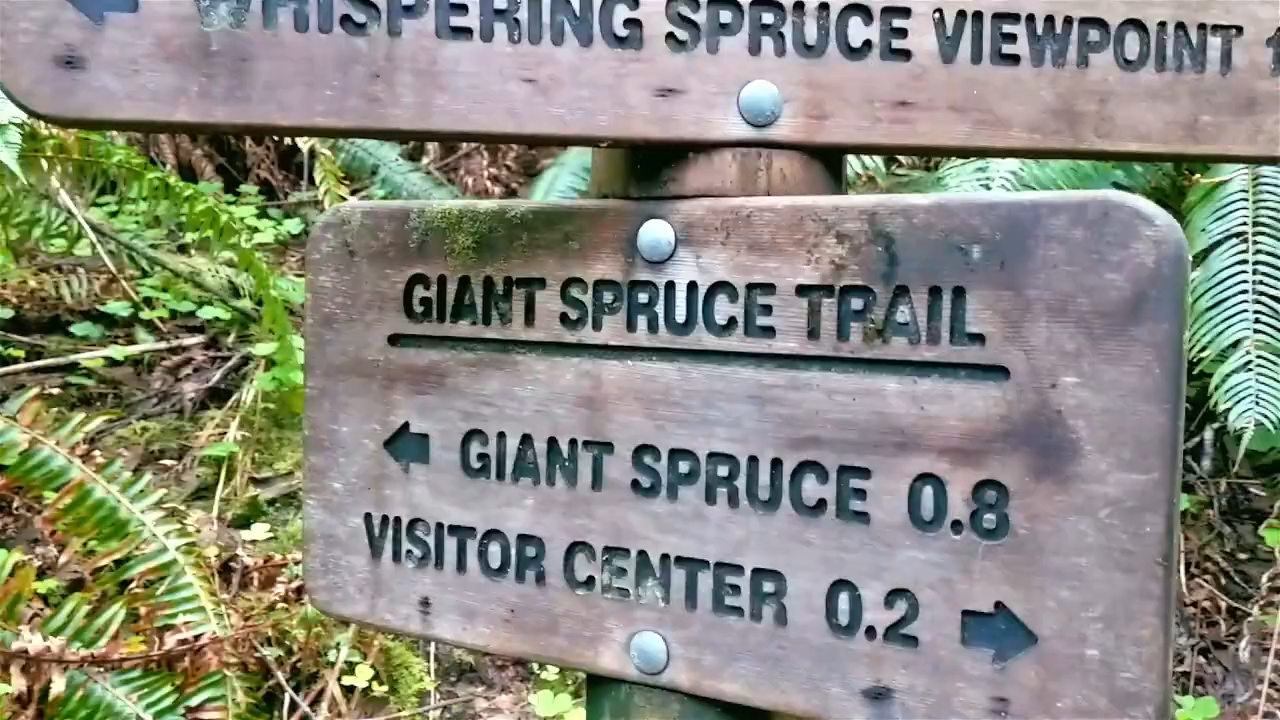 WHISPERING SPRUCE VIEWPOINT
GIANT SPRUCE TRAIL
GIANT SPRUCE 0.8
VISITOR CENTER 0.2